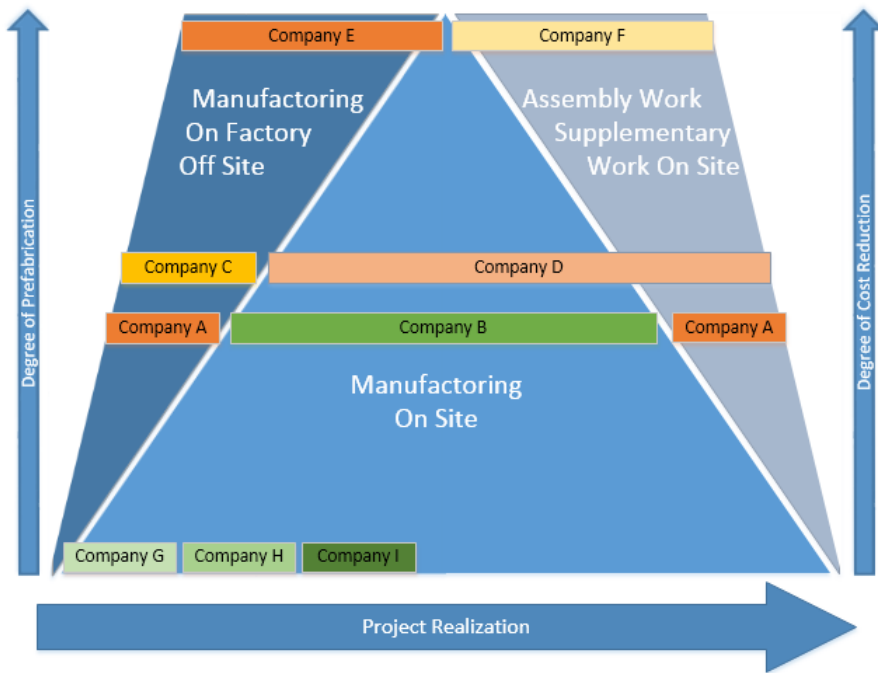 Company E
Company F
Manufactoring
On Factory
Off Site
Assembly Work
Supplementary
Work On Site
Degree of Prefabrication
Degree of Cost Reduction
Company C
Company D
Company A
Company B
Company A
Manufactoring
On Site
Company G
Company H
Company I
Project Realization